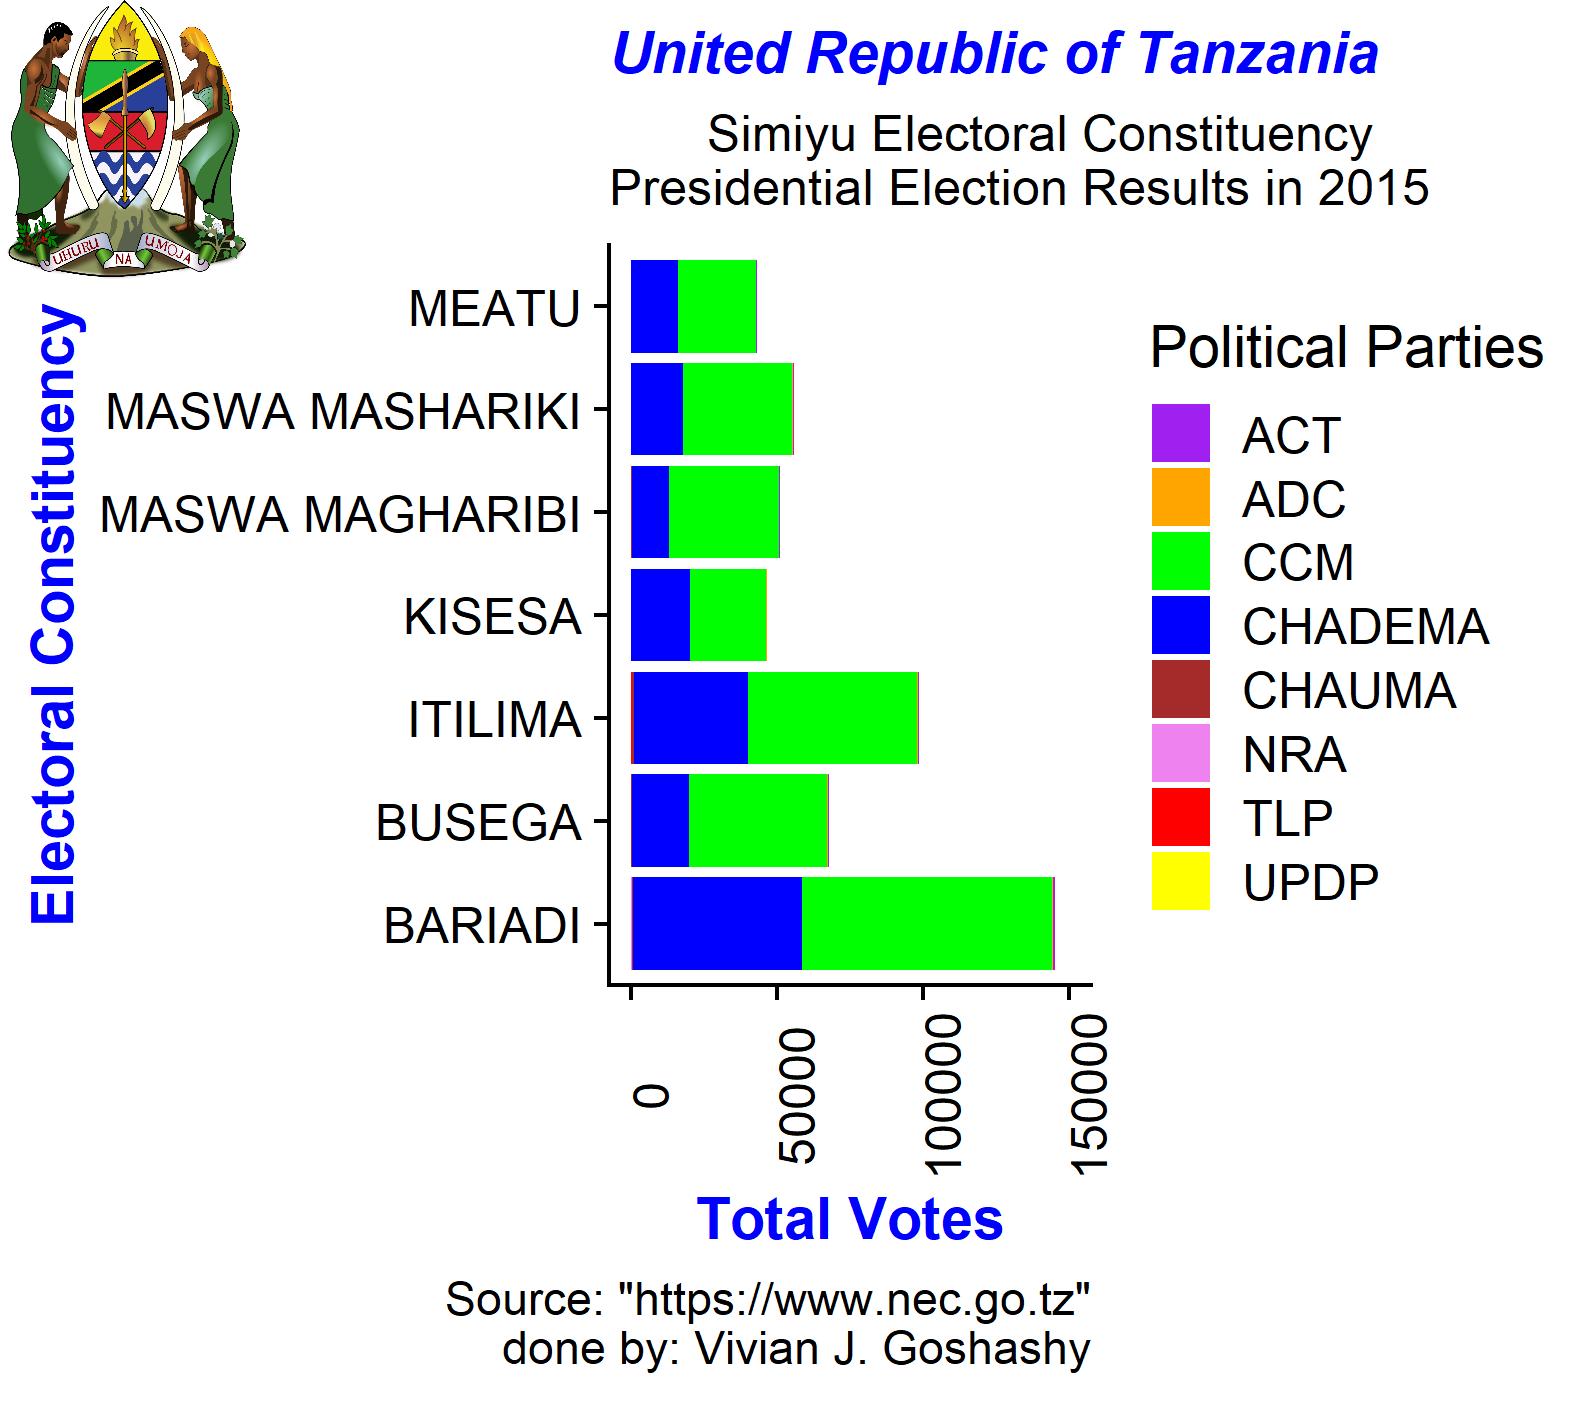 United Republic of Tanzania
Simiyu Electoral Constituency
Presidential Election Results in 2015
UHURU NA UMOJA
Electoral Constituency
MEATU
MASWA MASHARIKI
MASWA MAGHARIBI
KISESA
ITILIMA
BUSEGA
BARIADI
0
50000
100000
150000
Total Votes
Political Parties
ACT
ADC
CCM
CHADEMA
CHAUMA
NRA
TLP
UPDP
Source: "https://www.nec.go.tz"
done by: Vivian J. Goshashy